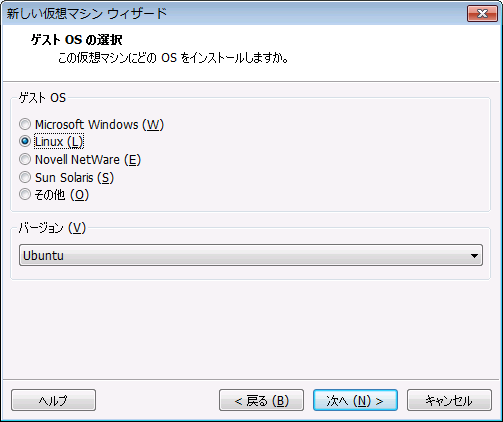 新しい仮想マシン ウィザード
ゲスト OS の選択
この仮想マシンにどの OS をインストールしますか。
ゲスト OS
Microsoft Windows (W)
Linux (L)
Novell NetWare (E)
Sun Solaris (S)
その他 (O)
バージョン (V)
Ubuntu
ヘルプ
< 戻る (B)
次へ (N) >
キャンセル